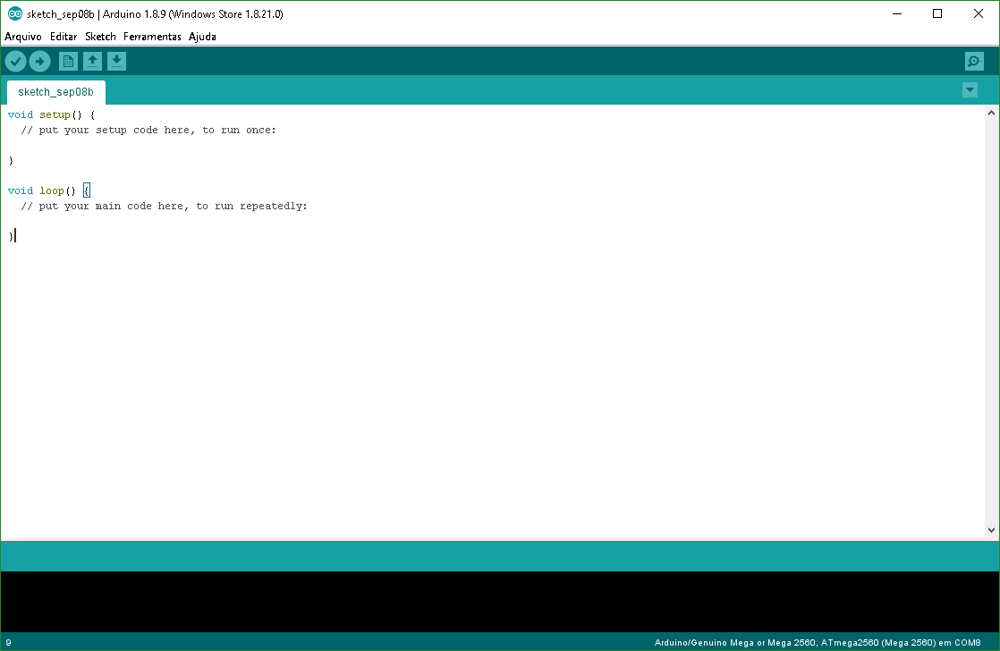 sketch_sep08b | Arduino 1.8.9 (Windows Store 1.8.21.0)
Arquivo Editar Sketch Ferramentas Ajuda
sketch_sep08b
void setup() {
  // put your setup code here, to run once:
}
void loop() {
  // put your main code here, to run repeatedly:
}
9 Arduino/Genuino Mega or Mega 2560, ATmega2560 (Mega 2560) em COM8